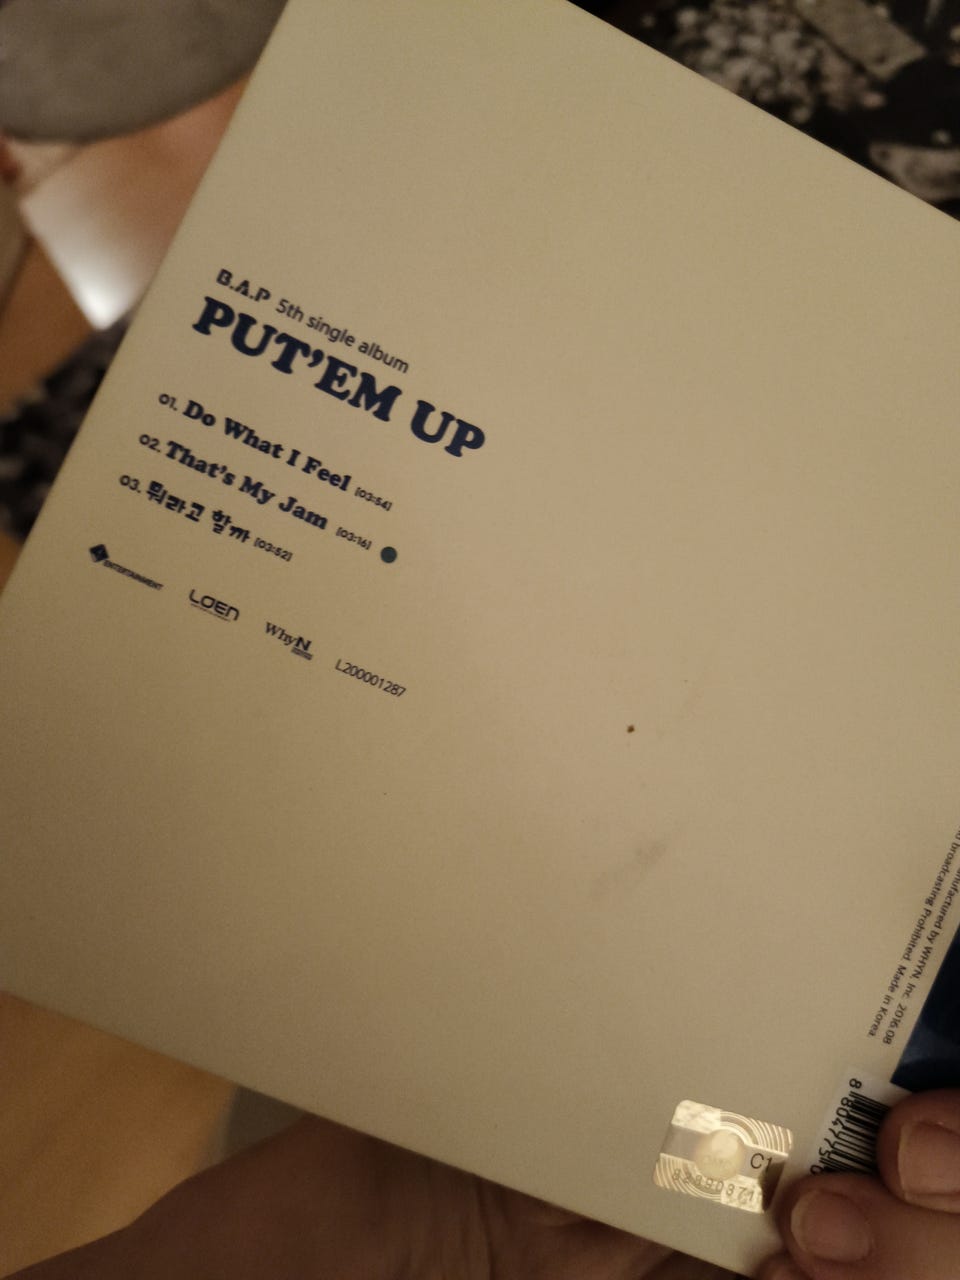 B.A.P 5th single album
PUT'EM UP
01. Do What I Feel [03:54]
02. That's My Jam [03:16]
03. 뭐라고 할까 [03:52]
ENTERTAINMENT
LOEN
WhyN
L200001287
broadcasting Prohibited. Made in Korea.
by WHYN, Inc. 2016.08
C1